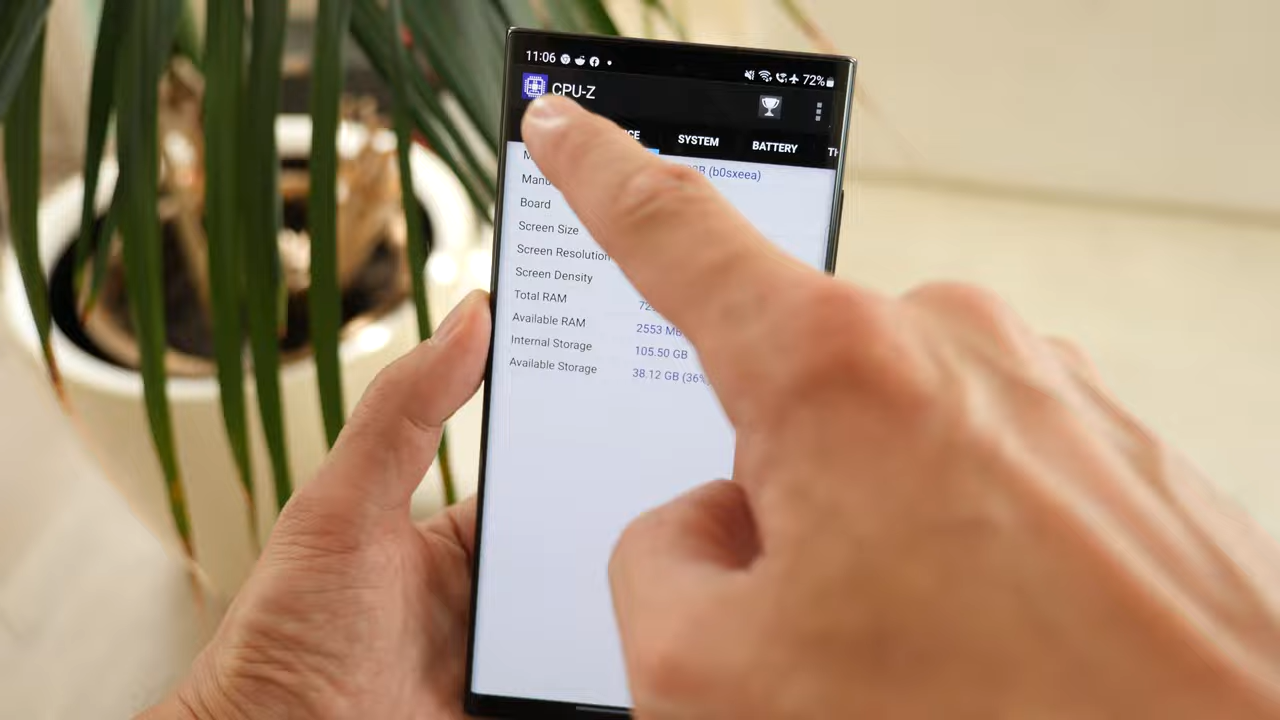 11:06 72%
CPU-Z
SYSTEM BATTERY
(b0sxeea)
Board
Screen Size
Screen Resolution
Screen Density
Total RAM
Available RAM 2553 
Internal Storage 105.50 GB
Available Storage 38.12 GB (36%